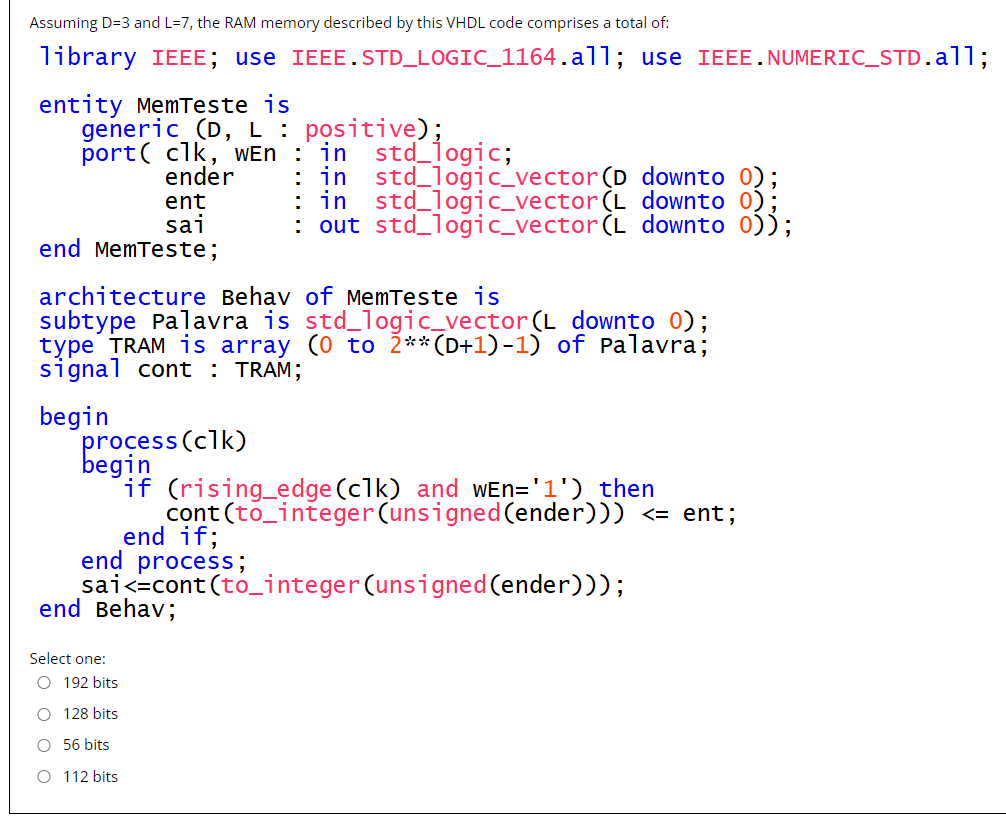 Assuming D=3 and L=7, the RAM memory described by this VHDL code comprises a total of:
library IEEE; use IEEE.STD_LOGIC_1164.all; use IEEE.NUMERIC_STD.all;
entity MemTeste is
generic (D, L : positive);
port( clk, wEn : in std_logic;
ender : in std_logic_vector(D downto 0);
ent : in std_logic_vector(L downto 0);
sai : out std_logic_vector(L downto 0));
end MemTeste;
architecture Behav of MemTeste is
subtype Palavra is std_logic_vector(L downto 0);
type TRAM is array (0 to 2**(D+1)-1) of Palavra;
signal cont : TRAM;
begin
process(clk)
begin
if (rising_edge(clk) and wEn='1') then
cont(to_integer(unsigned(ender))) <= ent;
end if;
end process;
sai<=cont(to_integer(unsigned(ender)));
end Behav;
Select one:
192 bits
128 bits
56 bits
112 bits